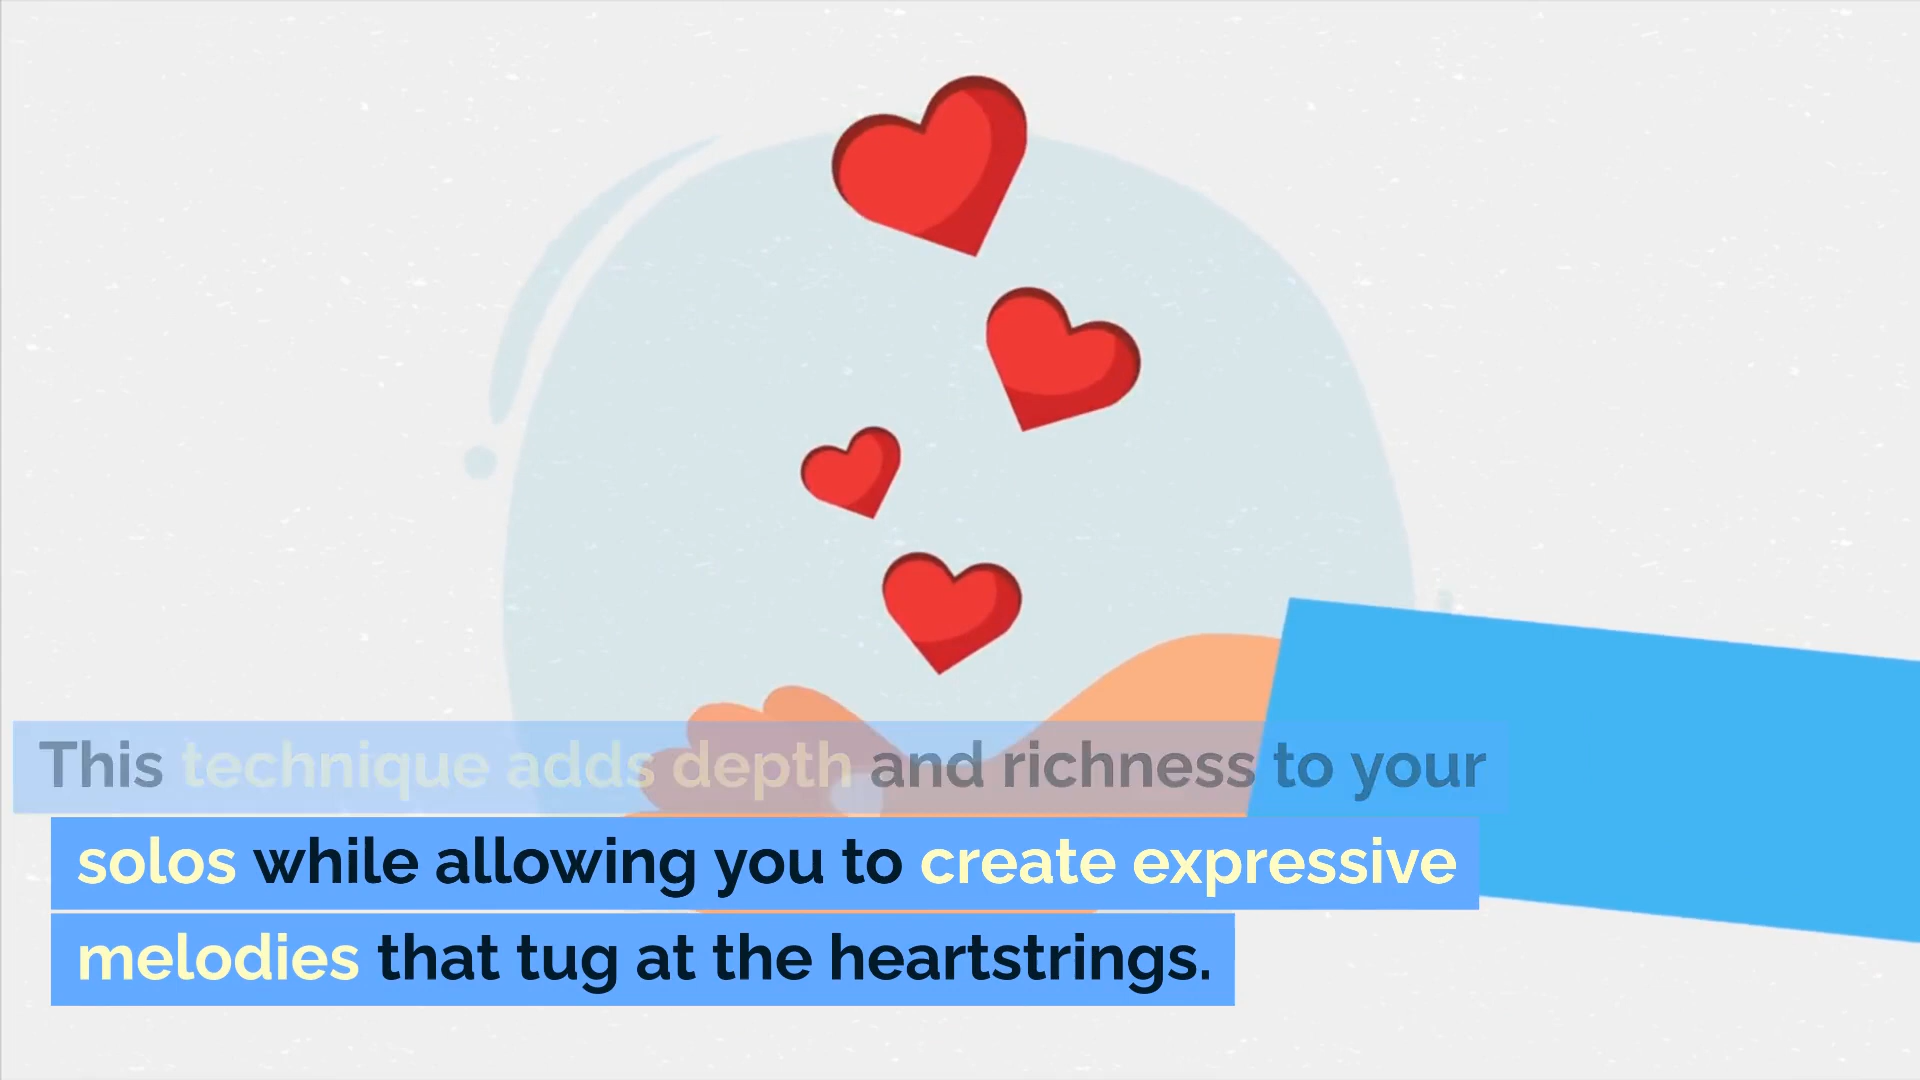 This technique adds depth and richness to your
solos while allowing you to create expressive
melodies that tug at the heartstrings.